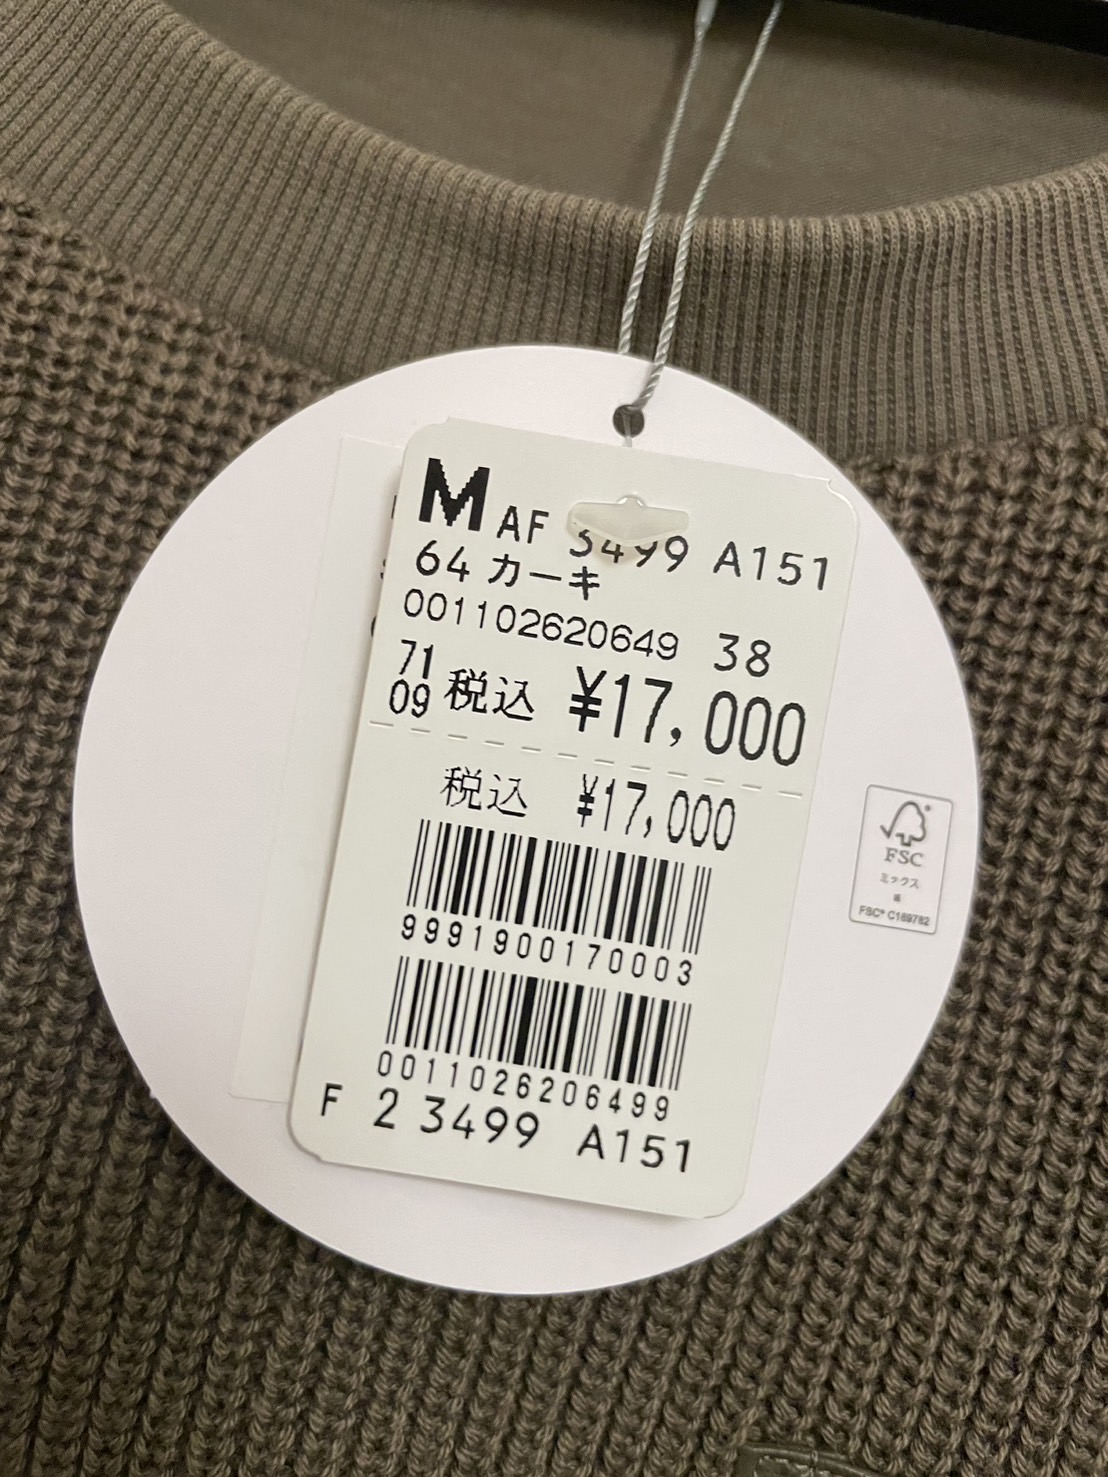 M AF 3499 A151
64 カーキ
001102620649 38
71
09 税込 ¥17,000
税込 ¥17,000
9991900170003
0011026206499
F 2 3499 A151
FSC
ミックス
紙
FSC® C189782